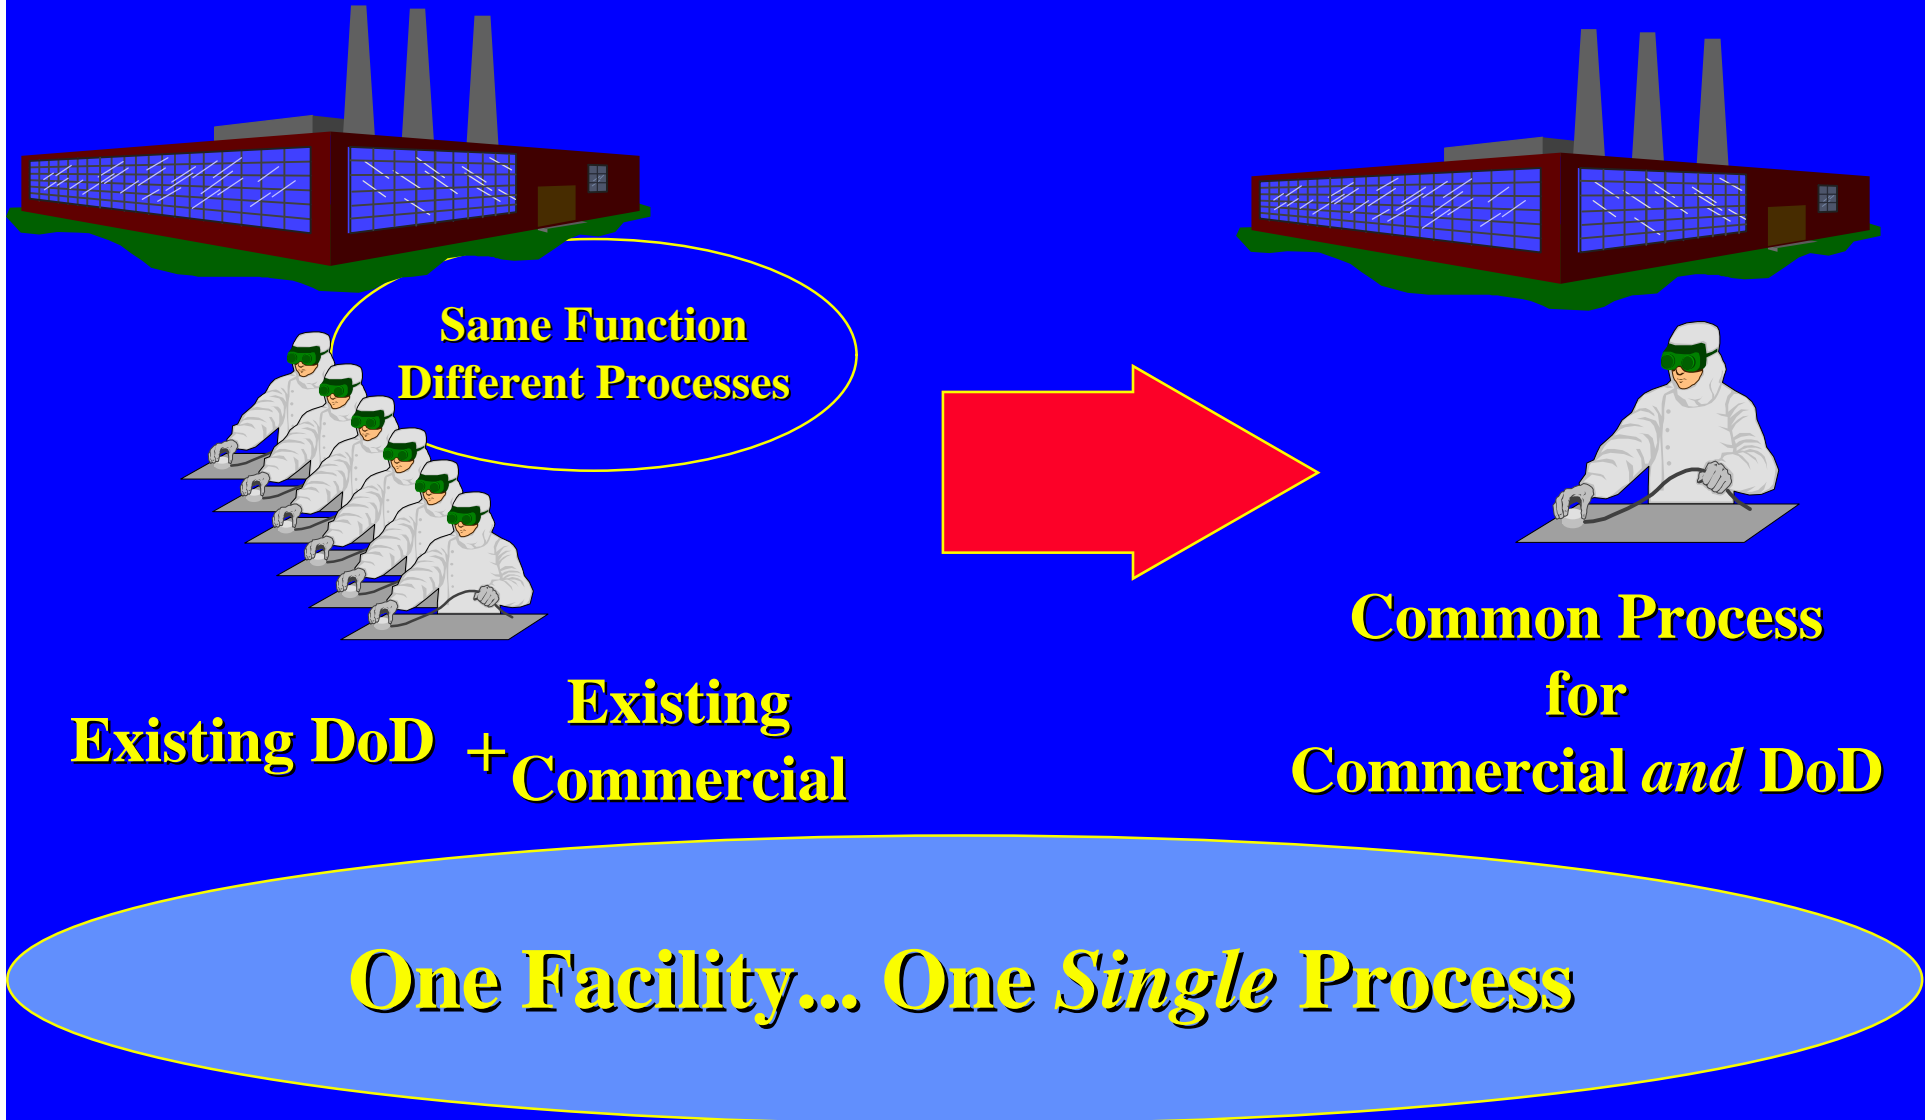 Same Function
Different Processes
Existing DoD
+
Existing
Commercial
Common Process
for
Commercial and DoD
One Facility... One Single Process